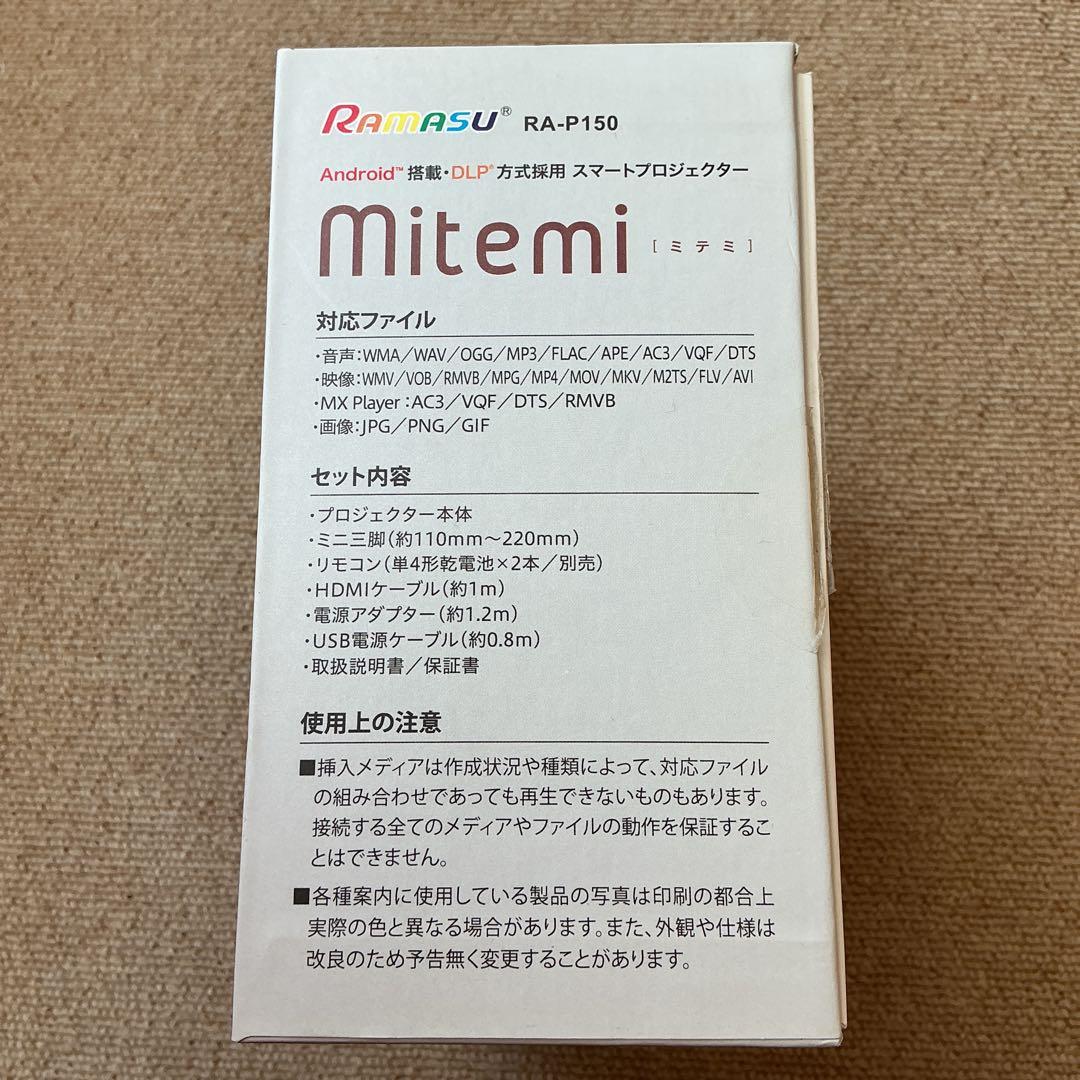 RAMASU® RA-P150
Android™ 搭載・DLP®方式採用 スマートプロジェクター
mitemi [ミテミ]
対応ファイル
・音声:WMA／WAV／OGG／MP3／FLAC／APE／AC3／VQF／DTS
・映像:WMV／VOB／RMVB／MPG／MP4／MOV／MKV／M2TS／FLV／AVI
・MX Player:AC3／VQF／DTS／RMVB
・画像:JPG／PNG／GIF
セット内容
・プロジェクター本体
・ミニ三脚(約110mm～220mm)
・リモコン(単4形乾電池×2本／別売)
・HDMIケーブル(約1m)
・電源アダプター(約1.2m)
・USB電源ケーブル(約0.8m)
・取扱説明書／保証書
使用上の注意
■挿入メディアは作成状況や種類によって、対応ファイル
の組み合わせであっても再生できないものもあります。
接続する全てのメディアやファイルの動作を保証するこ
とはできません。
■各種案内に使用している製品の写真は印刷の都合上
実際の色と異なる場合があります。また、外観や仕様は
改良のため予告無く変更することがあります。